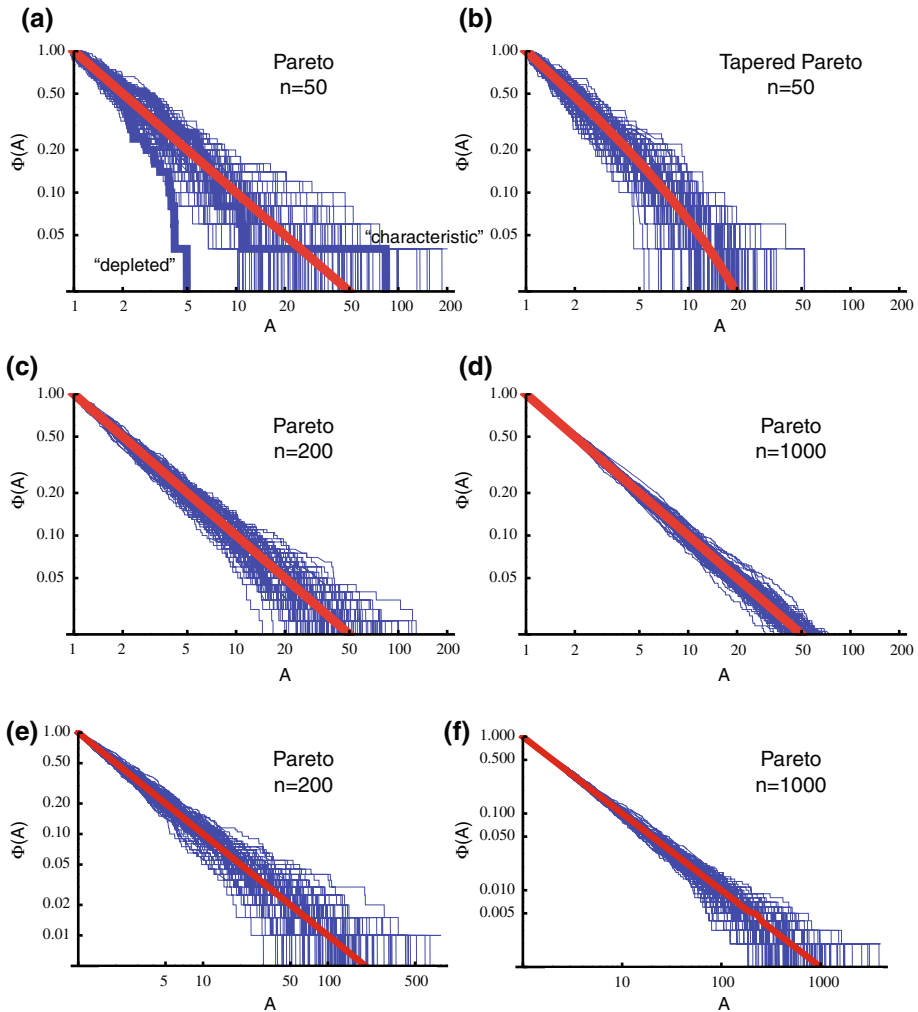 (a)
Pareto
n=50
1.00
0.50
0.20
0.10
0.05
Φ(A)
"depleted"
"characteristic"
1 2 5 10 20 50 100 200
A
(b)
Tapered Pareto
n=50
1.00
0.50
0.20
0.10
0.05
Φ(A)
1 2 5 10 20 50 100 200
A
(c)
Pareto
n=200
1.00
0.50
0.20
0.10
0.05
Φ(A)
1 2 5 10 20 50 100 200
A
(d)
Pareto
n=1000
1.00
0.50
0.20
0.10
0.05
Φ(A)
1 2 5 10 20 50 100 200
A
(e)
Pareto
n=200
1.00
0.50
0.20
0.10
0.05
0.02
0.01
Φ(A)
5 10 50 100 500
A
(f)
Pareto
n=1000
1.000
0.500
0.100
0.050
0.010
0.005
Φ(A)
10 100 1000
A